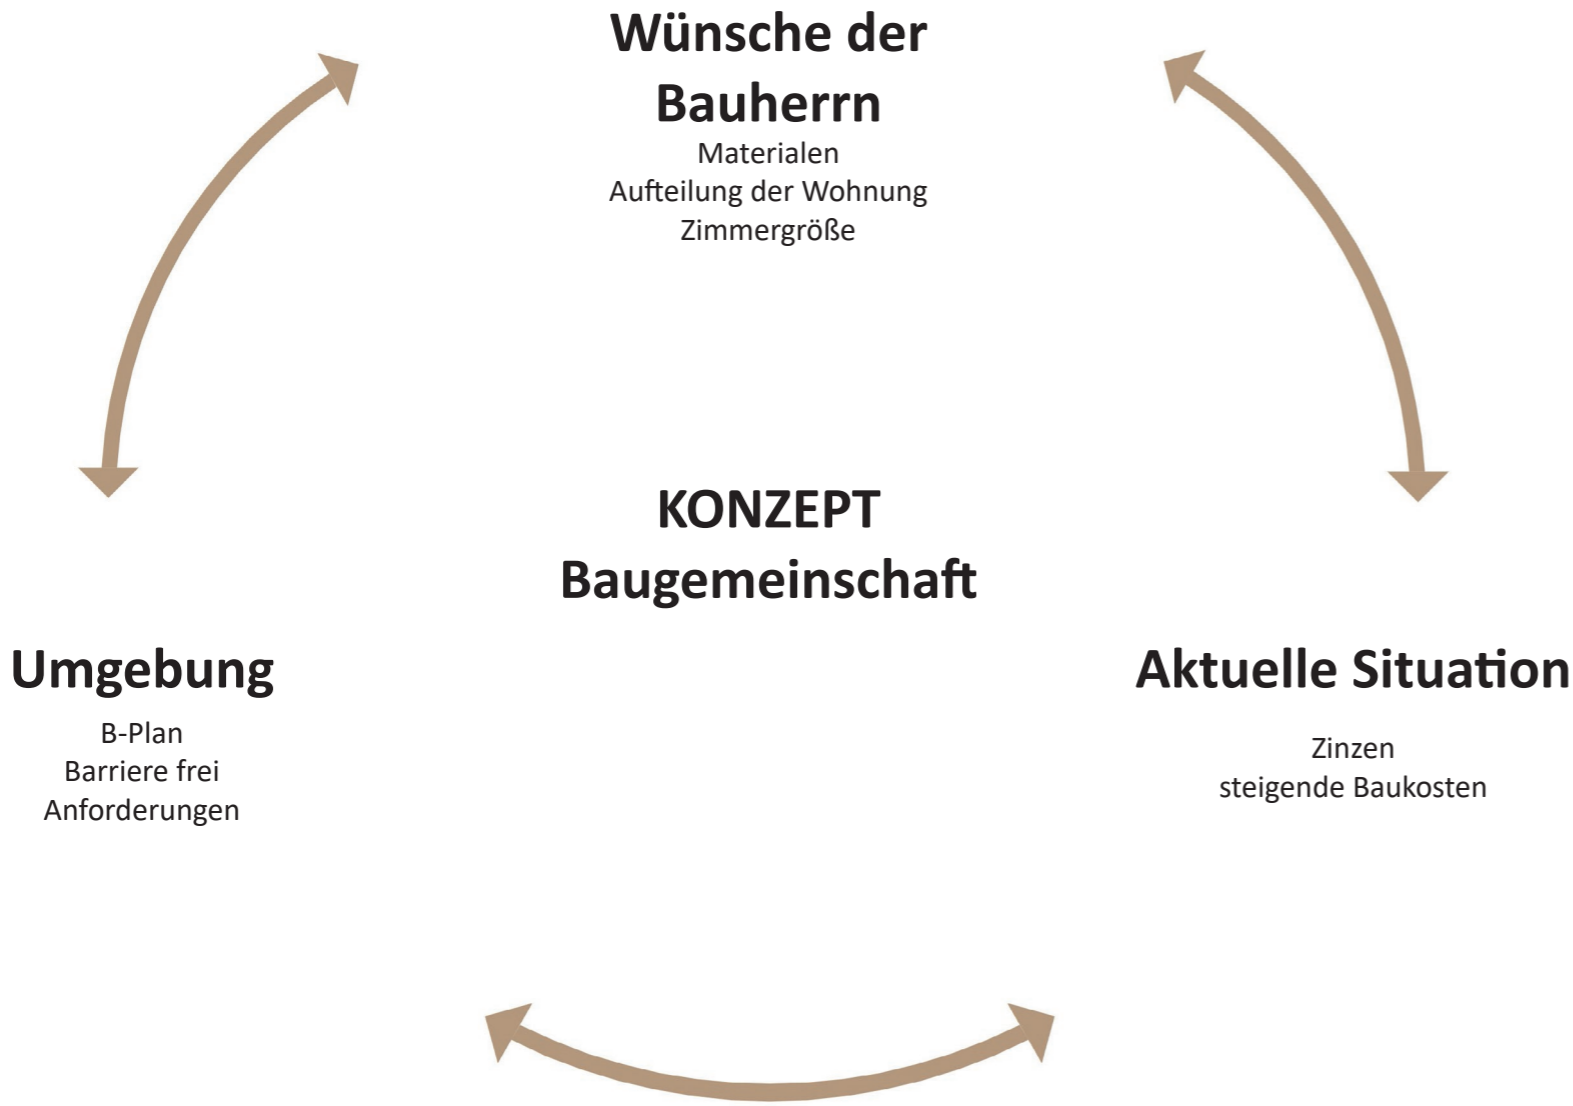 Wünsche der
Bauherrn
Materialen
Aufteilung der Wohnung
Zimmergröße
KONZEPT
Baugemeinschaft
Umgebung
B-Plan
Barriere frei
Anforderungen
Aktuelle Situation
Zinzen
steigende Baukosten